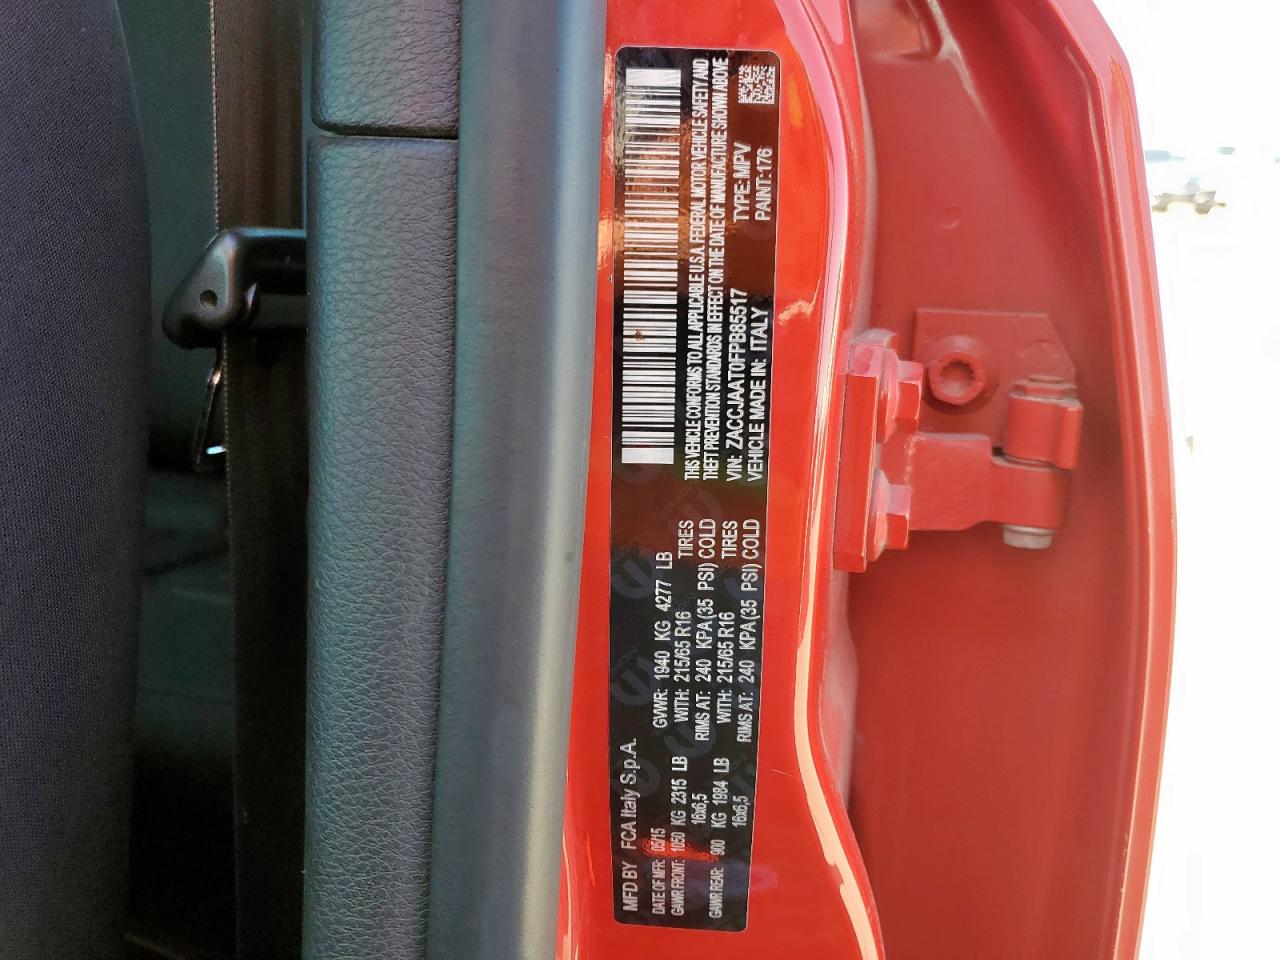 MFD BY FCA Italy S.p.A.
DATE OF MFR: 05/15 GVWR: 1940 KG 4277 LB
GAWR FRONT: 1050 KG 2315 LB WITH: 215/65 R16 TIRES
16x6,5 RIMS AT: 240 KPA(35 PSI) COLD
GAWR REAR: 900 KG 1984 LB WITH: 215/65 R16 TIRES
16x6,5 RIMS AT: 240 KPA(35 PSI) COLD
THIS VEHICLE CONFORMS TO ALL APPLICABLE U.S.A. FEDERAL MOTOR VEHICLE SAFETY AND
THEFT PREVENTION STANDARDS IN EFFECT ON THE DATE OF MANUFACTURE SHOWN ABOVE
VIN: ZACCJAAT0FPB85517 TYPE: MPV
VEHICLE MADE IN: ITALY PAINT: 176